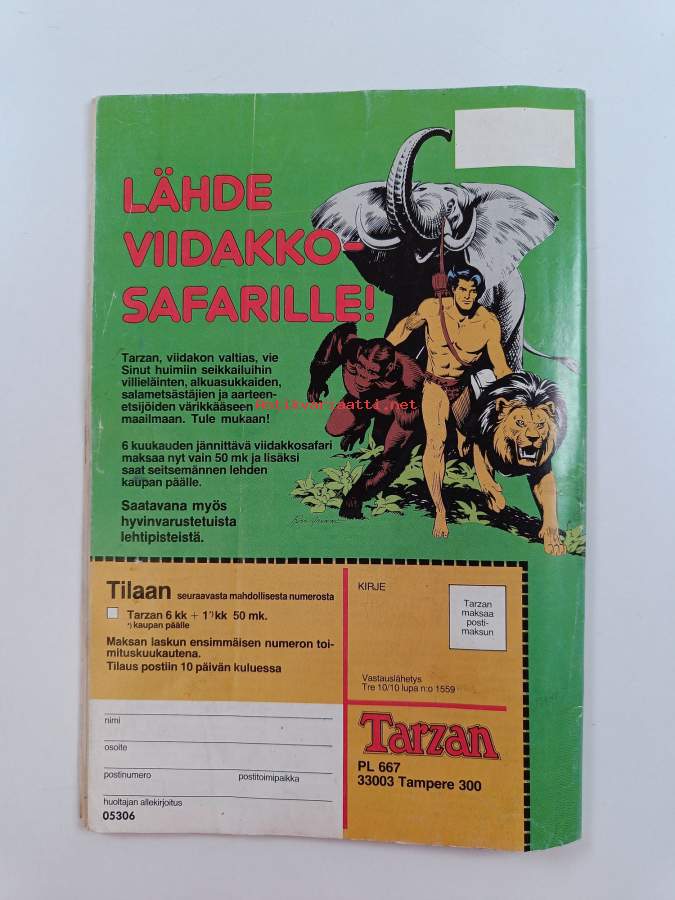 LÄHDE
VIIDAKKO-
SAFARILLE!
Tarzan, viidakon valtias, vie
Sinut huimiin seikkailuihin
villieläinten, alkuasukkaiden,
salametsästäjien ja aarteen-
etsijöiden värikkääseen
maailmaan. Tule mukaan!
Antikvariaatti.net
6 kuukauden jännittävä viidakkosafari
maksaa nyt vain 50 mk ja lisäksi
saat seitsemännen lehden
kaupan päälle.
Saatavana myös
hyvinvarustetuista
lehtipisteistä.
Tilaan seuraavasta mahdollisesta numerosta
Tarzan 6 kk + 1*)kk 50 mk.
*) kaupan päälle
Maksan laskun ensimmäisen numeron toi-
mituskuukautena.
Tilaus postiin 10 päivän kuluessa
nimi
osoite
postinumero postitoimipaikka
huoltajan allekirjoitus
05306
KIRJE
Tarzan
maksaa
posti-
maksun
Vastauslähetys
Tre 10/10 lupa n:o 1559
Tarzan
PL 667
33003 Tampere 300